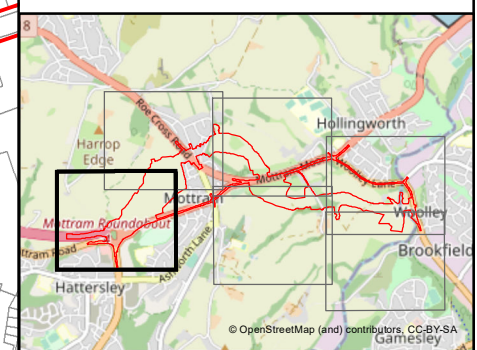 8
Roe Cross Road
Hollingworth
Harrop
Edge
Mottram Moor
Woolley Lane
Mottram
Woolley
Mottram Roundabout
ttram Road
Ashworth Lane
Brookfield
Hattersley
© OpenStreetMap (and) contributors, CC-BY-SA
Gamesley